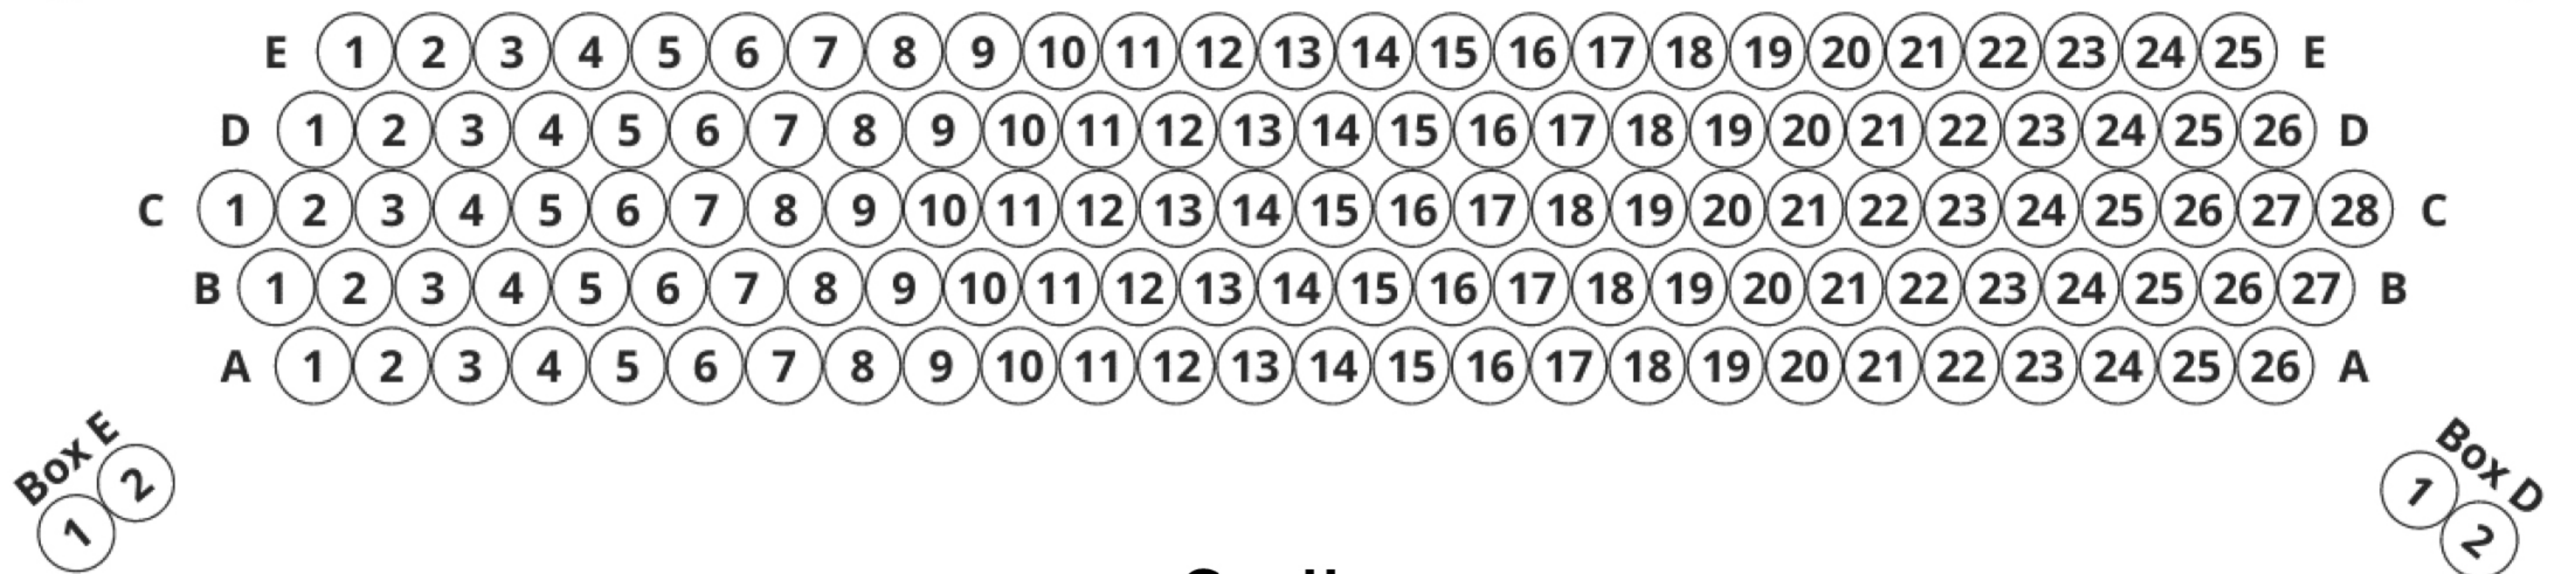 E 1 2 3 4 5 6 7 8 9 10 11 12 13 14 15 16 17 18 19 20 21 22 23 24 25 E
D 1 2 3 4 5 6 7 8 9 10 11 12 13 14 15 16 17 18 19 20 21 22 23 24 25 26 D
C 1 2 3 4 5 6 7 8 9 10 11 12 13 14 15 16 17 18 19 20 21 22 23 24 25 26 27 28 C
B 1 2 3 4 5 6 7 8 9 10 11 12 13 14 15 16 17 18 19 20 21 22 23 24 25 26 27 B
A 1 2 3 4 5 6 7 8 9 10 11 12 13 14 15 16 17 18 19 20 21 22 23 24 25 26 A
Box E
1 2
Box D
1 2